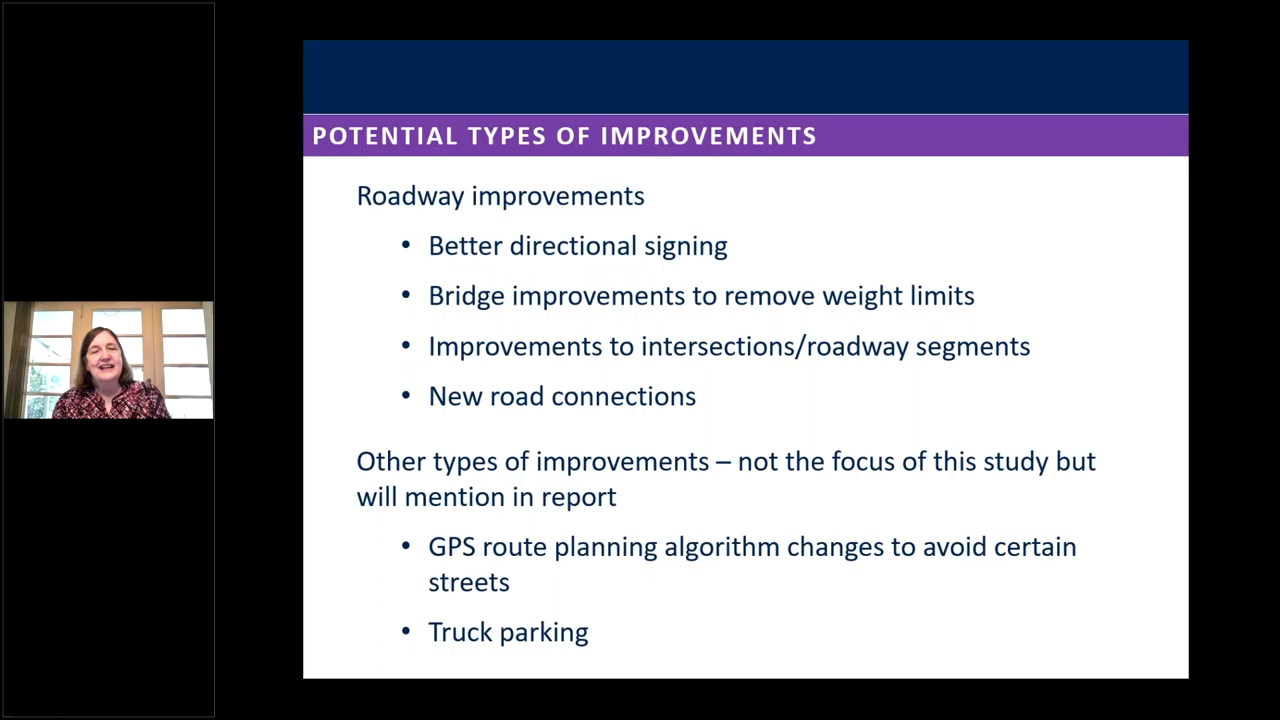 POTENTIAL TYPES OF IMPROVEMENTS
Roadway improvements
• Better directional signing
• Bridge improvements to remove weight limits
• Improvements to intersections/roadway segments
• New road connections
Other types of improvements – not the focus of this study but
will mention in report
• GPS route planning algorithm changes to avoid certain
streets
• Truck parking